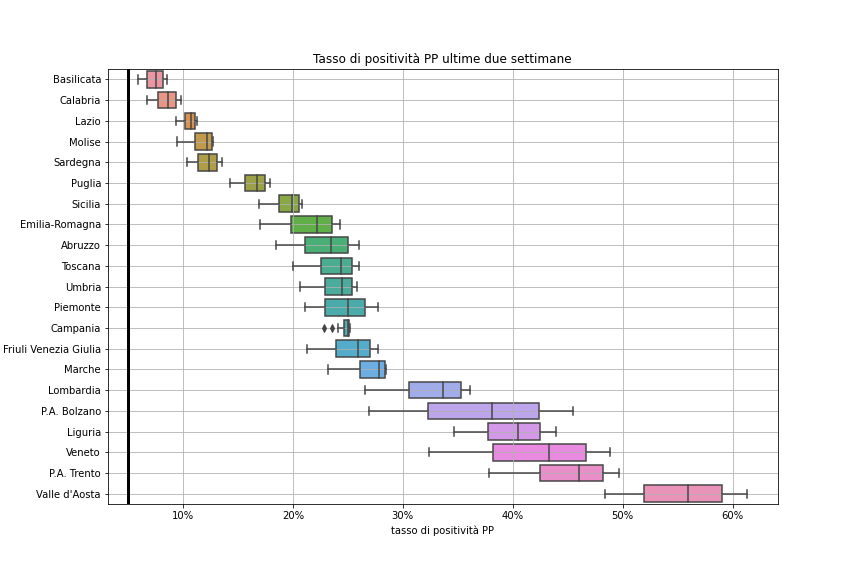 Tasso di positività PP ultime due settimane
Basilicata
Calabria
Lazio
Molise
Sardegna
Puglia
Sicilia
Emilia-Romagna
Abruzzo
Toscana
Umbria
Piemonte
Campania
Friuli Venezia Giulia
Marche
Lombardia
P.A. Bolzano
Liguria
Veneto
P.A. Trento
Valle d'Aosta
10% 20% 30% 40% 50% 60%
tasso di positività PP